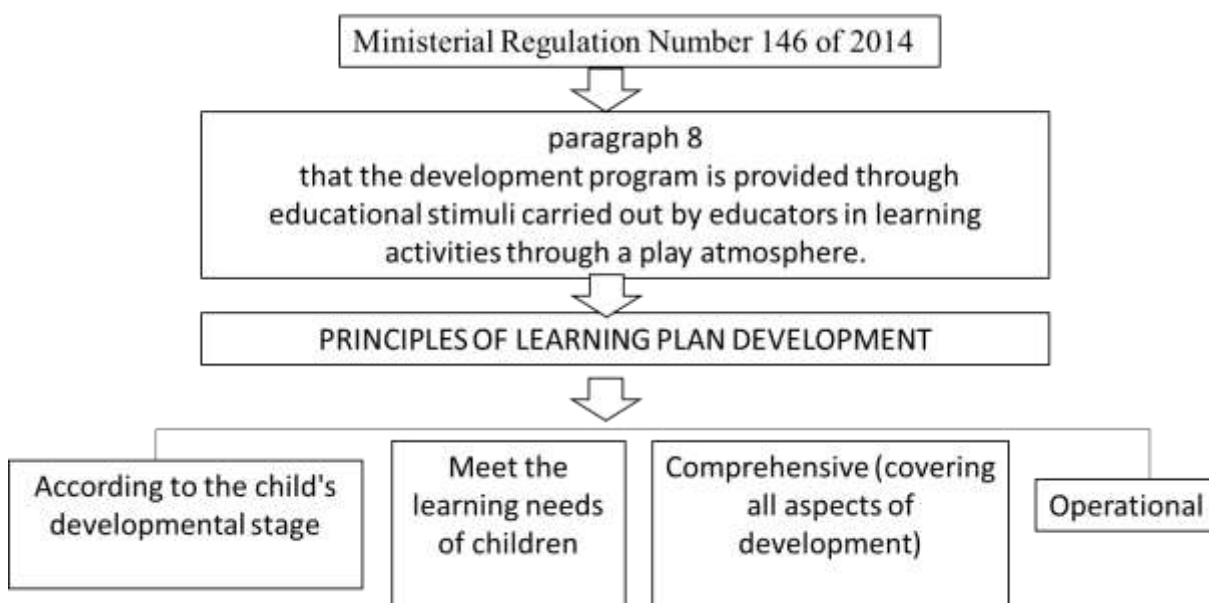 Ministerial Regulation Number 146 of 2014
paragraph 8
that the development program is provided through
educational stimuli carried out by educators in learning
activities through a play atmosphere.
PRINCIPLES OF LEARNING PLAN DEVELOPMENT
According to the child's
developmental stage
Meet the
learning needs
of children
Comprehensive (covering
all aspects of
development)
Operational